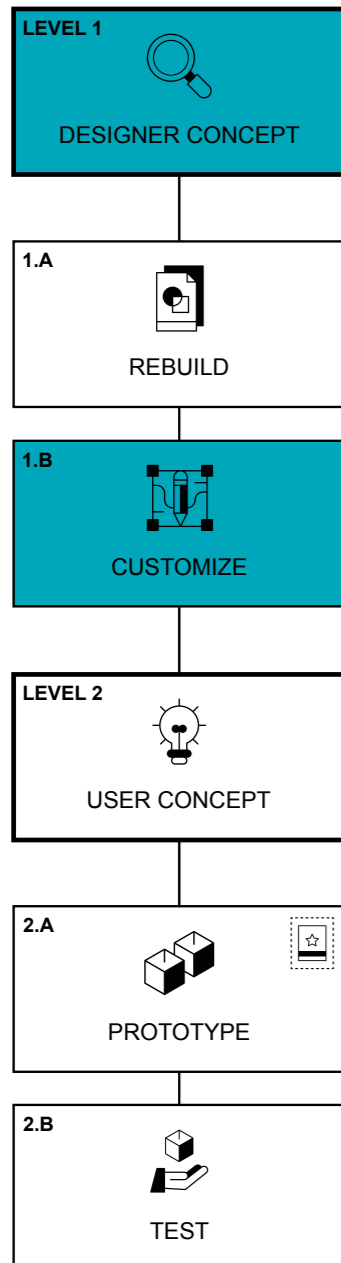 LEVEL 1
DESIGNER CONCEPT
1.A
REBUILD
1.B
CUSTOMIZE
LEVEL 2
USER CONCEPT
2.A
PROTOTYPE
2.B
TEST